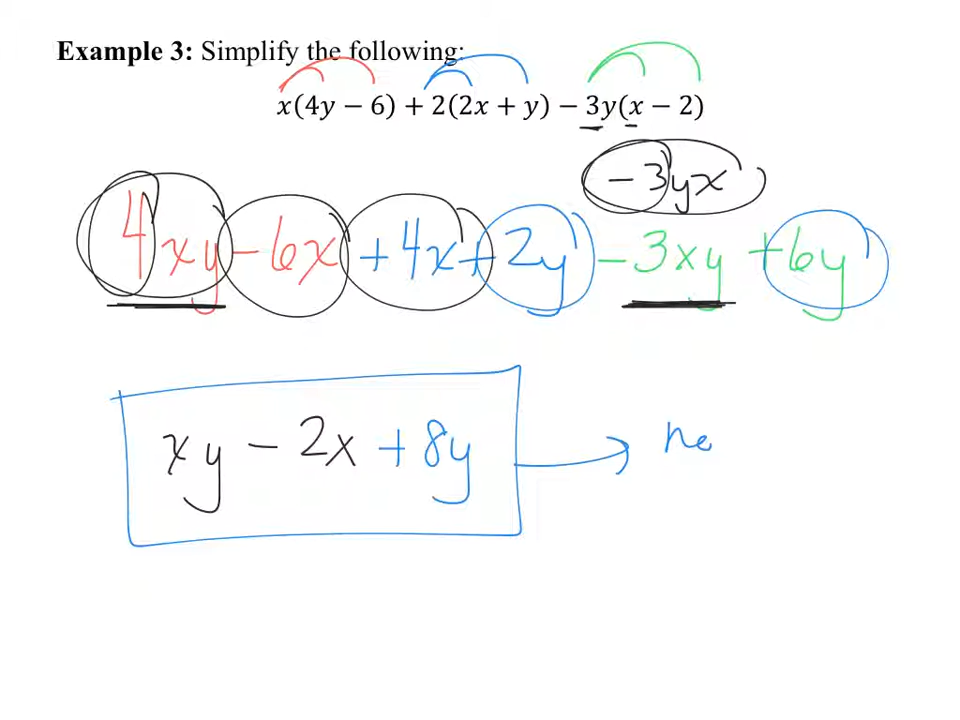 Example 3: Simplify the following:
x(4y − 6) + 2(2x + y) − 3y(x − 2)
−3yx
4xy −6x +4x +2y −3xy +6y
xy − 2x + 8y → no